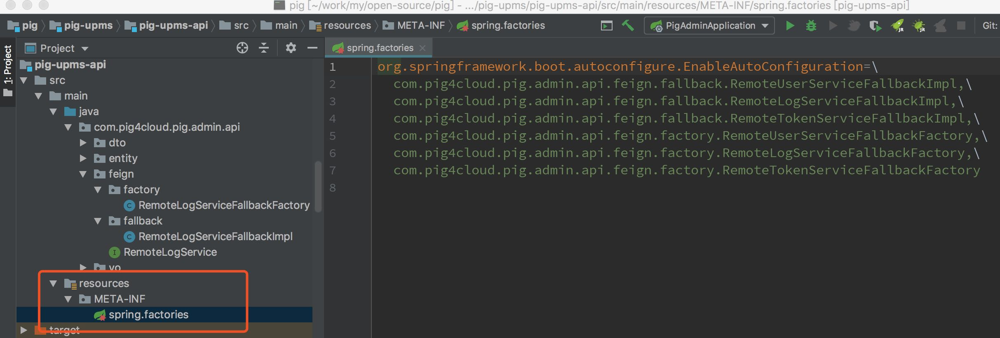 pig [~/work/my/open-source/pig] - .../pig-upms/pig-upms-api/src/main/resources/META-INF/spring.factories [pig-upms-api]
pig pig-upms pig-upms-api src main resources META-INF spring.factories PigAdminApplication JR JR Git:
1: Project
Project
spring.factories
pig-upms-api
src
main
java
com.pig4cloud.pig.admin.api
dto
entity
feign
factory
RemoteLogServiceFallbackFactory
fallback
RemoteLogServiceFallbackImpl
RemoteLogService
vo
resources
META-INF
spring.factories
target
1 org.springframework.boot.autoconfigure.EnableAutoConfiguration=\
2 com.pig4cloud.pig.admin.api.feign.fallback.RemoteUserServiceFallbackImpl,\
3 com.pig4cloud.pig.admin.api.feign.fallback.RemoteLogServiceFallbackImpl,\
4 com.pig4cloud.pig.admin.api.feign.fallback.RemoteTokenServiceFallbackImpl,\
5 com.pig4cloud.pig.admin.api.feign.factory.RemoteUserServiceFallbackFactory,\
6 com.pig4cloud.pig.admin.api.feign.factory.RemoteLogServiceFallbackFactory,\
7 com.pig4cloud.pig.admin.api.feign.factory.RemoteTokenServiceFallbackFactory
8